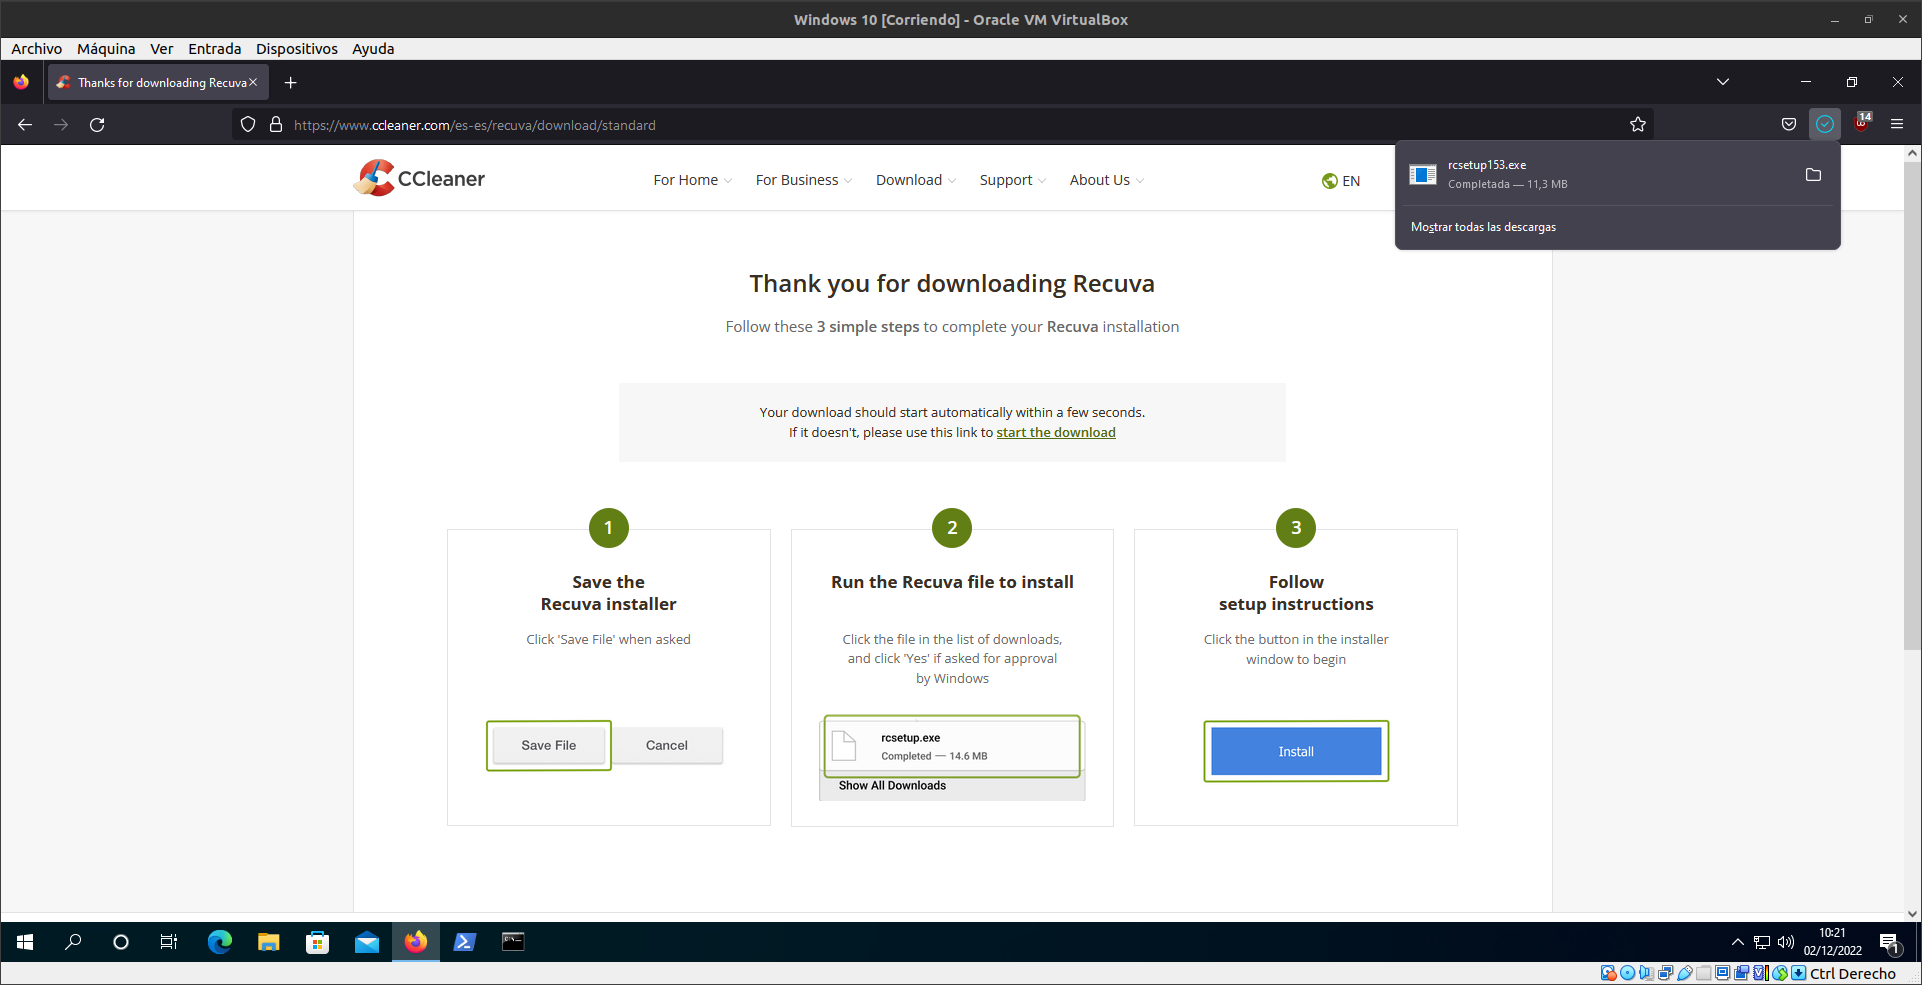 Windows 10 [Corriendo] - Oracle VM VirtualBox
Archivo Máquina Ver Entrada Dispositivos Ayuda
Thanks for downloading Recuva
https://www.ccleaner.com/es-es/recuva/download/standard
14
rcsetup153.exe
Completada — 11,3 MB
Mostrar todas las descargas
CCleaner
For Home For Business Download Support About Us EN
Thank you for downloading Recuva
Follow these 3 simple steps to complete your Recuva installation
Your download should start automatically within a few seconds.
If it doesn't, please use this link to start the download
1
Save the
Recuva installer
Click 'Save File' when asked
Save File Cancel
2
Run the Recuva file to install
Click the file in the list of downloads,
and click 'Yes' if asked for approval
by Windows
rcsetup.exe
Completed — 14.6 MB
Show All Downloads
3
Follow
setup instructions
Click the button in the installer
window to begin
Install
10:21
02/12/2022
1
Ctrl Derecho